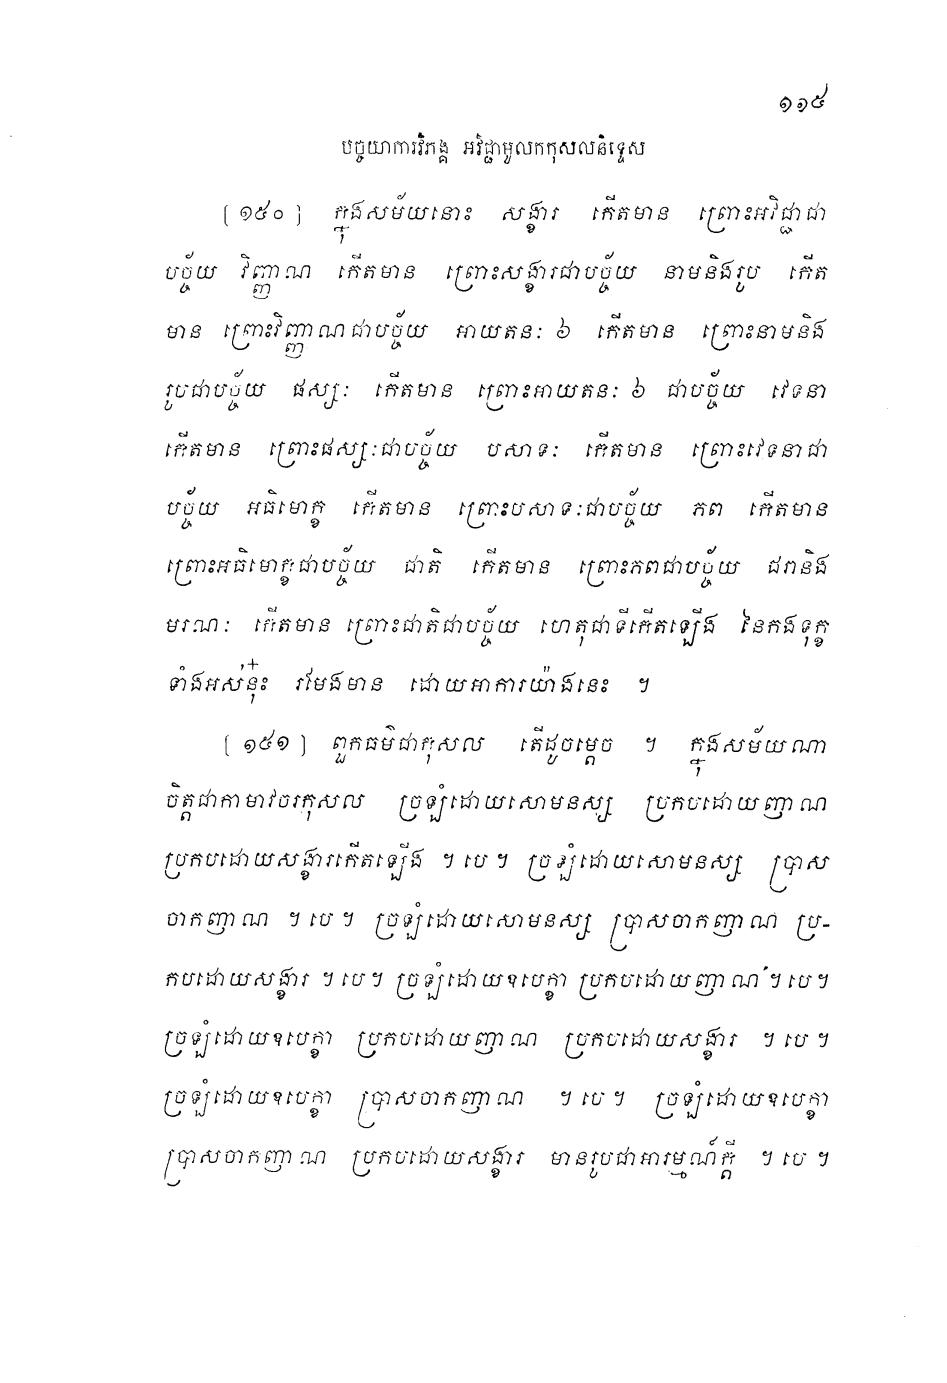 ១១៥
បច្ចយាការវិភង្គ អវិជ្ជាមូលកកុសលនិទ្ទេស
[១៥០] ក្នុងសម័យនោះ សង្ខារ កើតមាន ព្រោះអវិជ្ជាជា
បច្ច័យ វិញ្ញាណ កើតមាន ព្រោះសង្ខារជាបច្ច័យ នាមនិងរូប កើត
មាន ព្រោះវិញ្ញាណជាបច្ច័យ អាយតនៈ ៦ កើតមាន ព្រោះនាមនិង
រូបជាបច្ច័យ ផស្សៈ កើតមាន ព្រោះអាយតនៈ ៦ ជាបច្ច័យ វេទនា
កើតមាន ព្រោះផស្សៈជាបច្ច័យ បសាទៈ កើតមាន ព្រោះវេទនាជា
បច្ច័យ អធិមោក្ខ កើតមាន ព្រោះបសាទៈជាបច្ច័យ ភព កើតមាន
ព្រោះអធិមោក្ខជាបច្ច័យ ជាតិ កើតមាន ព្រោះភពជាបច្ច័យ ជរានិង
មរណៈ កើតមាន ព្រោះជាតិជាបច្ច័យ ហេតុជាទីកើតឡើង នៃកងទុក្ខ
ទាំងអស់នុ៎ះ រមែងមាន ដោយអាការយ៉ាងនេះ ។
[១៥១] ពួកធម៌ជាកុសល តើដូចម្តេច ។ ក្នុងសម័យណា
ចិត្តជាកាមាវចរកុសល ច្រឡំដោយសោមនស្ស ប្រកបដោយញាណ
ប្រកបដោយសង្ខារកើតឡើង ។ បេ ។ ច្រឡំដោយសោមនស្ស ប្រាស
ចាកញាណ ។ បេ ។ ច្រឡំដោយសោមនស្ស ប្រាសចាកញាណ ប្រ-
កបដោយសង្ខារ ។ បេ ។ ច្រឡំដោយឧបេក្ខា ប្រកបដោយញាណ ។ បេ ។
ច្រឡំដោយឧបេក្ខា ប្រកបដោយញាណ ប្រកបដោយសង្ខារ ។ បេ ។
ច្រឡំដោយឧបេក្ខា ប្រាសចាកញាណ ។ បេ ។ ច្រឡំដោយឧបេក្ខា
ប្រាសចាកញាណ ប្រកបដោយសង្ខារ មានរូបជាអារម្មណ៍ក្តី ។ បេ ។